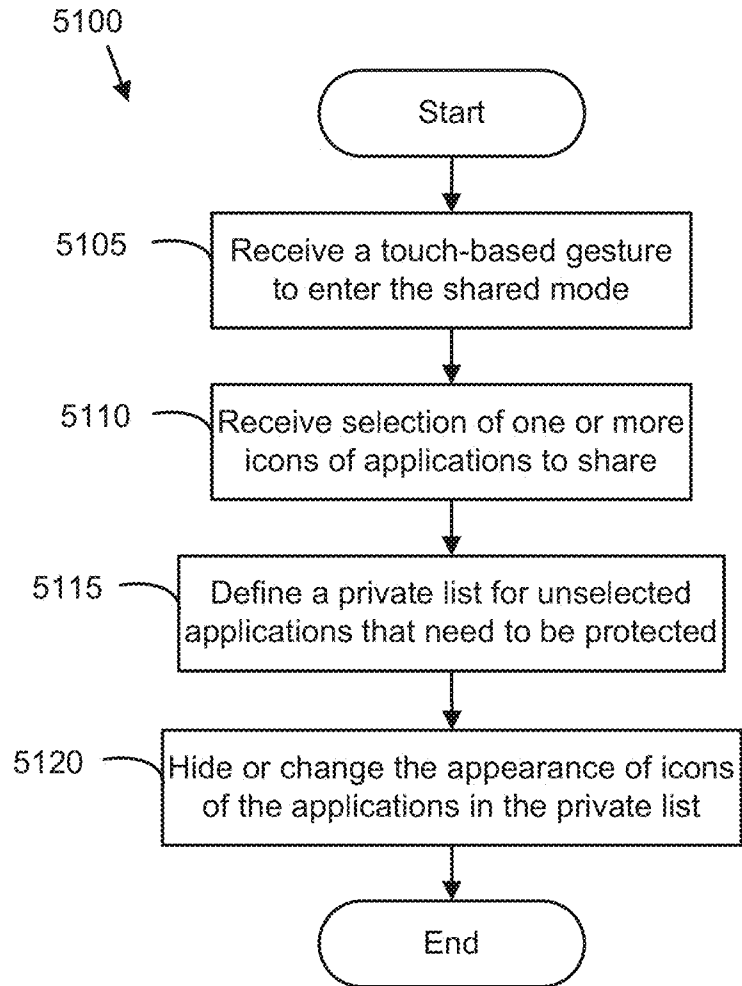 5100
Start
5105
Receive a touch-based gesture
to enter the shared mode
5110
Receive selection of one or more
icons of applications to share
5115
Define a private list for unselected
applications that need to be protected
5120
Hide or change the appearance of icons
of the applications in the private list
End